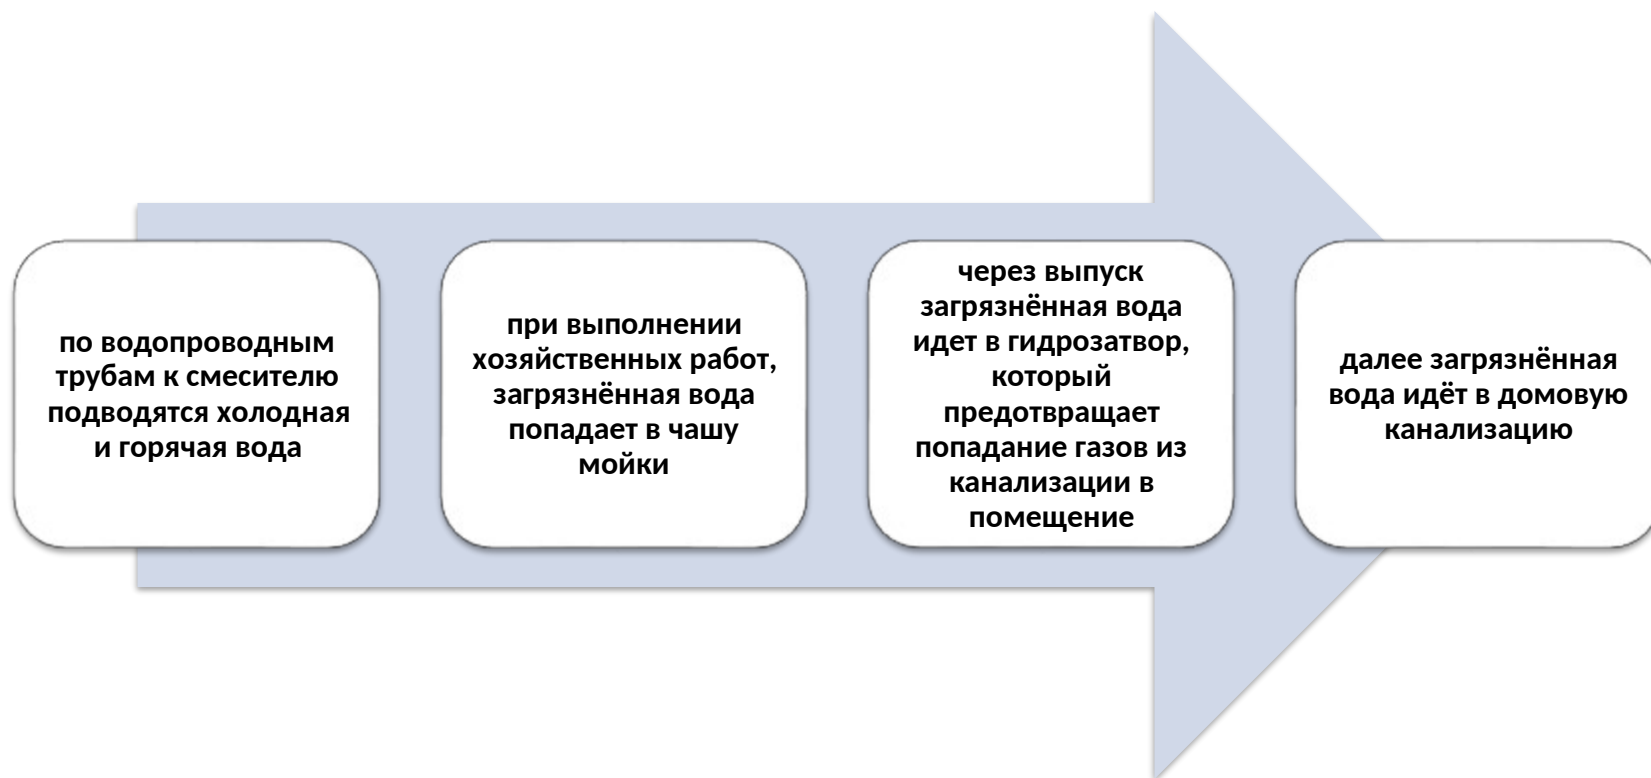 по водопроводным
трубам к смесителю
подводятся холодная
и горячая вода
при выполнении
хозяйственных работ,
загрязнённая вода
попадает в чашу
мойки
через выпуск
загрязнённая вода
идет в гидрозатвор,
который
предотвращает
попадание газов из
канализации в
помещение
далее загрязнённая
вода идёт в домовую
канализацию